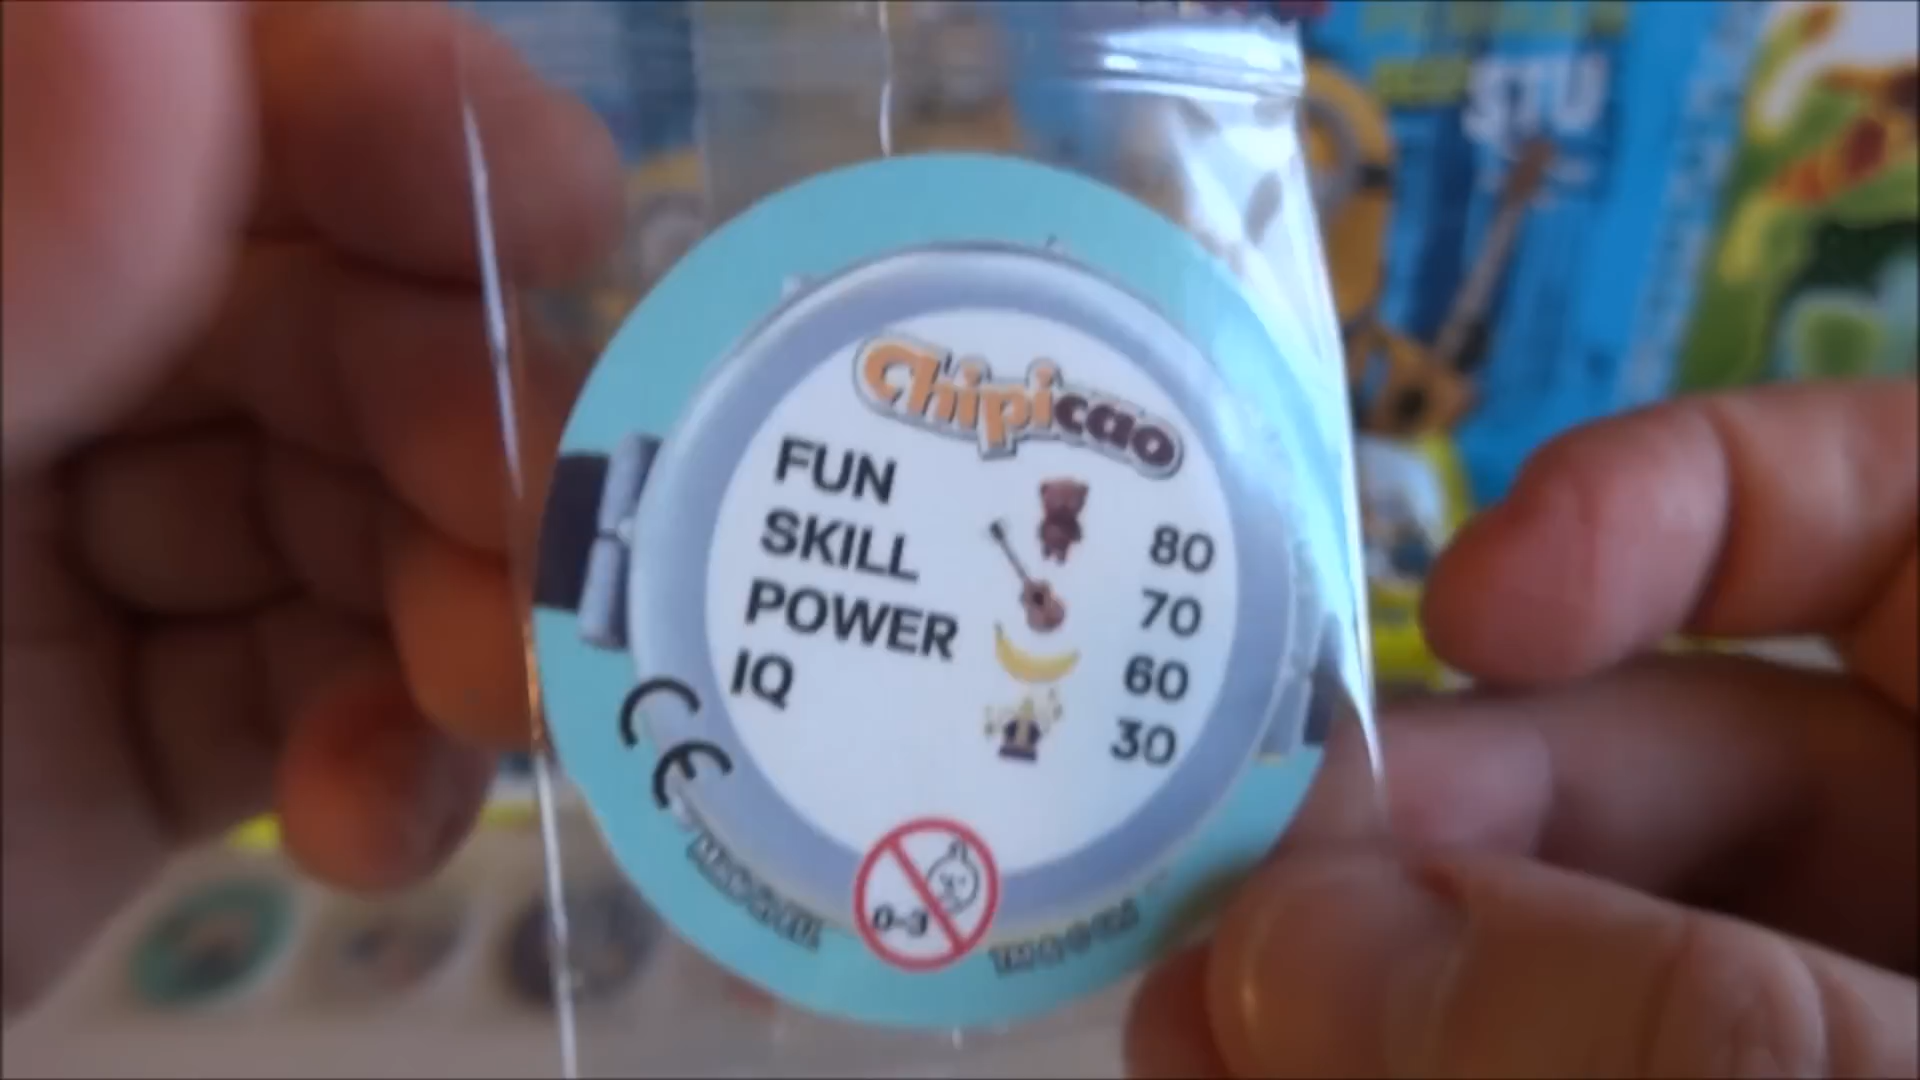 STU
Chipicao
FUN 80
SKILL 70
POWER 60
IQ 30
CE
0-3